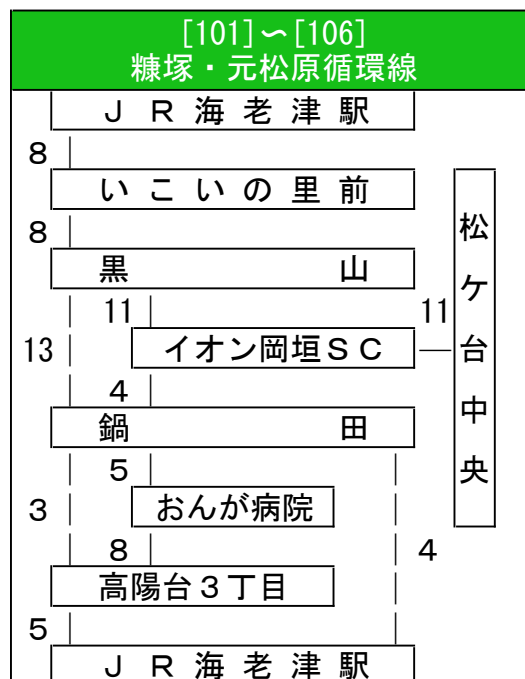 [101]～[106]
糠塚・元松原循環線
ＪＲ海老津駅
8
いこいの里前
8
黒山
11
13
イオン岡垣ＳＣ
11
松ケ台中央
4
鍋田
5
3
おんが病院
8
4
高陽台３丁目
5
ＪＲ海老津駅